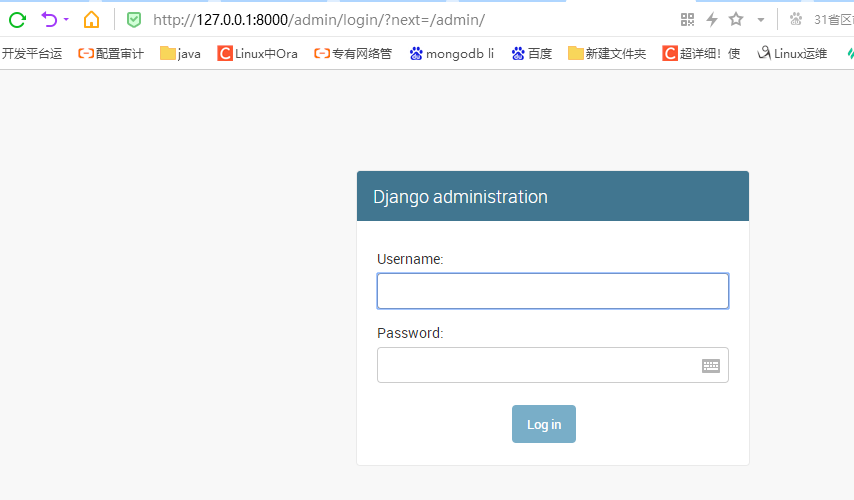 http://127.0.0.1:8000/admin/login/?next=/admin/
31省区
开发平台运 配置审计 java Linux中Ora 专有网络管 mongodb li 百度 新建文件夹 超详细！使 Linux运维
Django administration
Username:
Password:
Log in